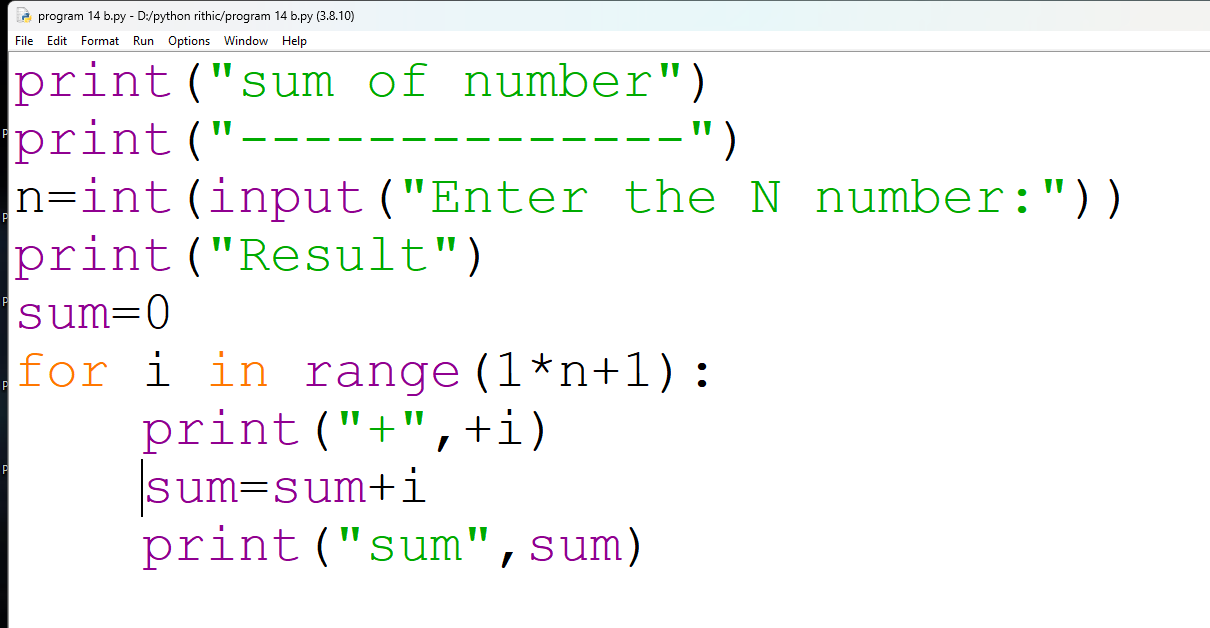 program 14 b.py - D:/python rithic/program 14 b.py (3.8.10)
File Edit Format Run Options Window Help
print("sum of number")
print("--------------")
n=int(input("Enter the N number:"))
print("Result")
sum=0
for i in range(1*n+1):
    print("+",+i)
    sum=sum+i
    print("sum",sum)